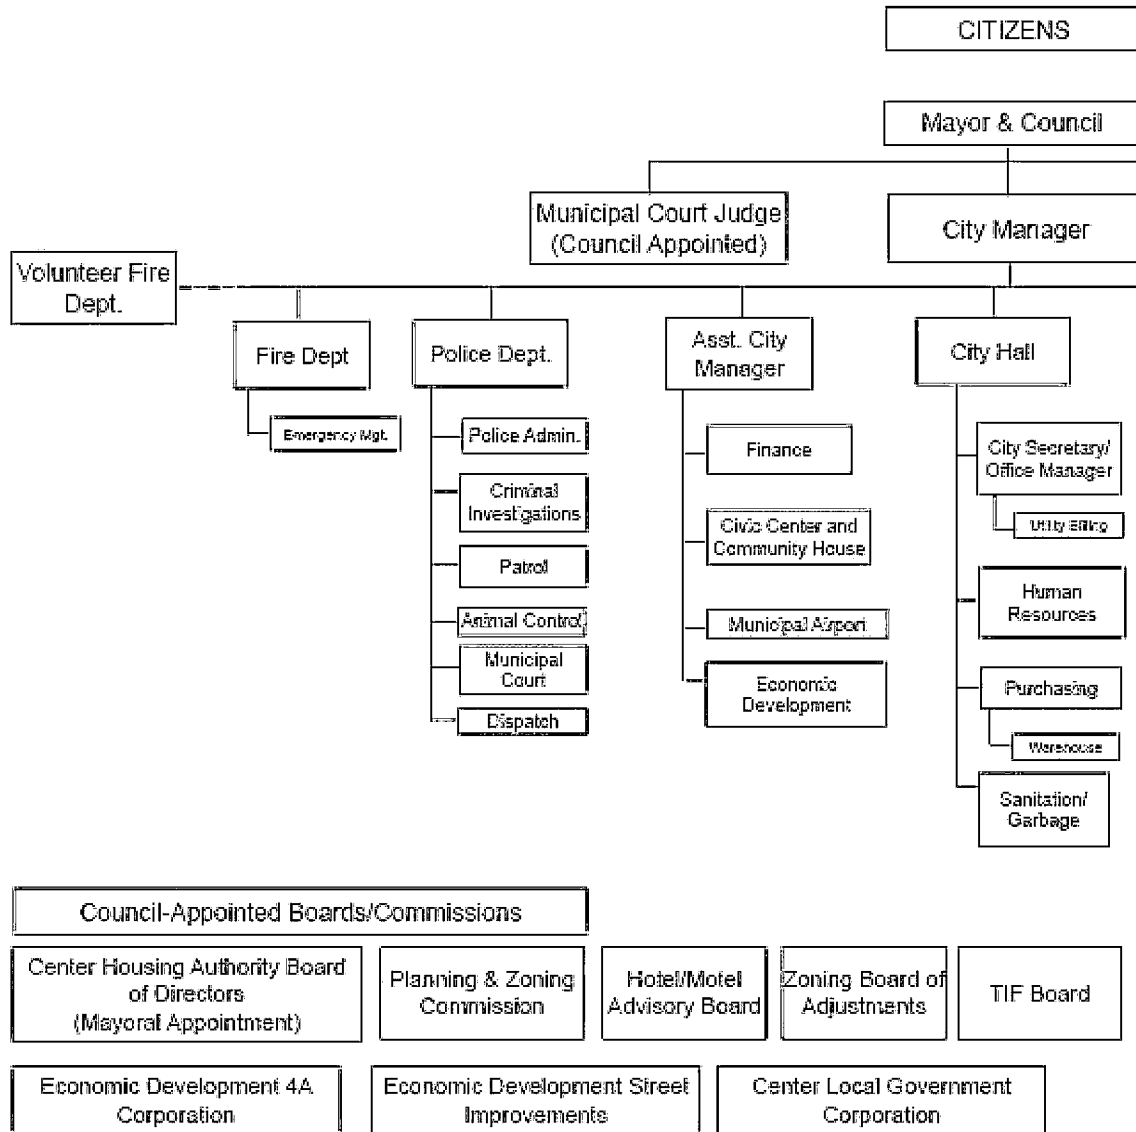 CITIZENS
Mayor & Council
Municipal Court Judge
(Council Appointed)
City Manager
Volunteer Fire
Dept.
Fire Dept
Emergency Mgt.
Police Dept.
Police Admin.
Criminal
Investigations
Patrol
Animal Control
Municipal
Court
Dispatch
Asst. City
Manager
Finance
Civic Center and
Community House
Municipal Airport
Economic
Development
City Hall
City Secretary/
Office Manager
Utility Billing
Human
Resources
Purchasing
Warehouse
Sanitation/
Garbage
Council-Appointed Boards/Commissions
Center Housing Authority Board
of Directors
(Mayoral Appointment)
Planning & Zoning
Commission
Hotel/Motel
Advisory Board
Zoning Board of
Adjustments
TIF Board
Economic Development 4A
Corporation
Economic Development Street
Improvements
Center Local Government
Corporation